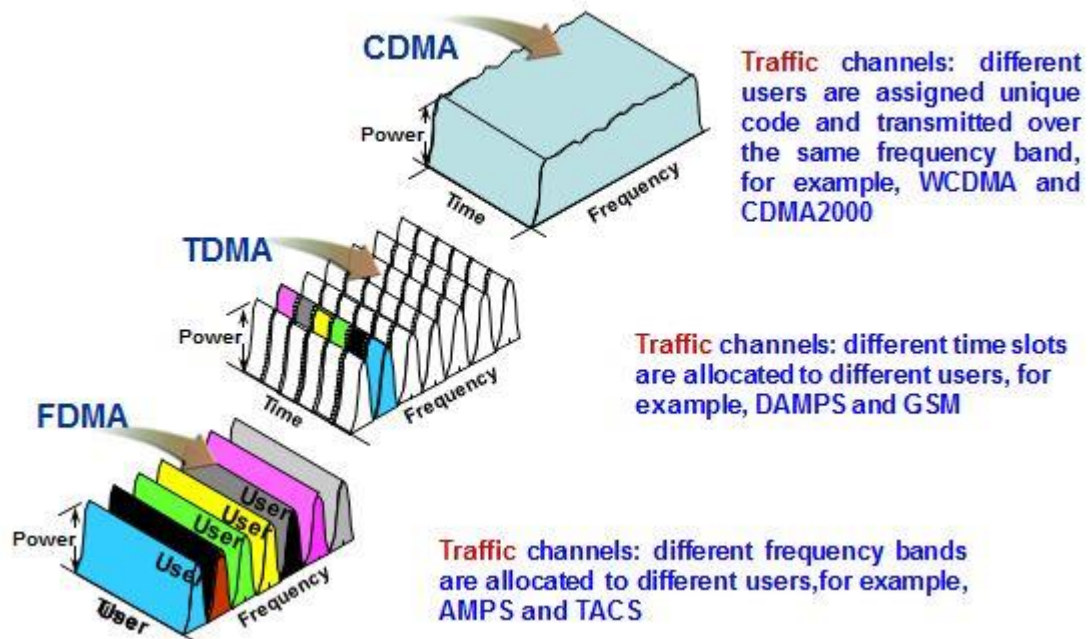 CDMA
Power
Time
Frequency
Traffic channels: different
users are assigned unique
code and transmitted over
the same frequency band,
for example, WCDMA and
CDMA2000
TDMA
Power
Time
Frequency
Traffic channels: different time slots
are allocated to different users, for
example, DAMPS and GSM
FDMA
Power
User
User
User
User
User
Frequency
Traffic channels: different frequency bands
are allocated to different users,for example,
AMPS and TACS